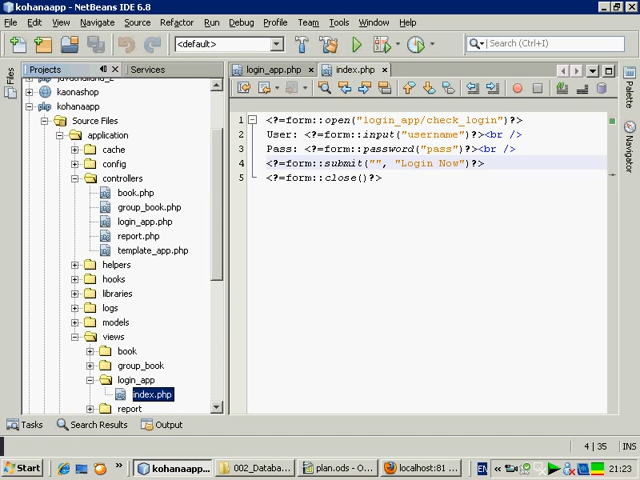 kohanaapp - NetBeans IDE 6.8
File Edit View Navigate Source Refactor Run Debug Profile Team Tools Window Help
<default>
Search (Ctrl+I)
Files
Projects
Services
kaonashop
kohanaapp
Source Files
application
cache
config
controllers
book.php
group_book.php
login_app.php
report.php
template_app.php
helpers
hooks
libraries
logs
models
views
book
group_book
login_app
index.php
report
login_app.php
index.php
1 <?=form::open("login_app/check_login")?>
2 User: <?=form::input("username")?><br />
3 Pass: <?=form::password("pass")?><br />
4 <?=form::submit("", "Login Now")?>
5 <?=form::close()?>
Palette
Navigator
Tasks
Search Results
Output
4 | 35 INS
Start
kohanaapp...
002_Databa...
plan.ods - O...
localhost:81 ...
EN
21:23